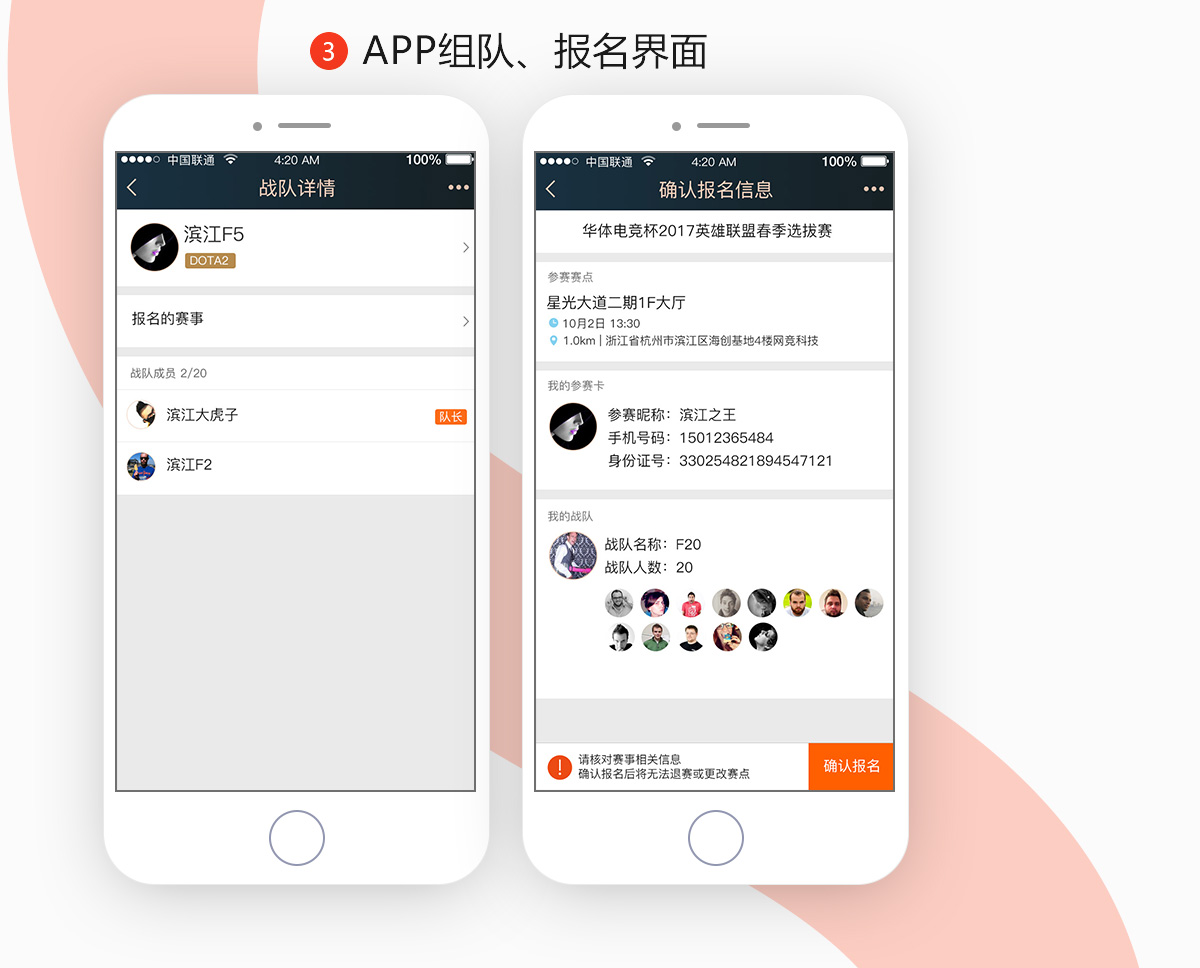 3 APP组队、报名界面
中国联通 4:20 AM 100%
战队详情
滨江F5
DOTA2
报名的赛事
战队成员 2/20
滨江大虎子 队长
滨江F2
中国联通 4:20 AM 100%
确认报名信息
华体电竞杯2017英雄联盟春季选拔赛
参赛赛点
星光大道二期1F大厅
10月2日 13:30
1.0km | 浙江省杭州市滨江区海创基地4楼网竞科技
我的参赛卡
参赛昵称：滨江之王
手机号码：15012365484
身份证号：330254821894547121
我的战队
战队名称：F20
战队人数：20
请核对赛事相关信息
确认报名后将无法退赛或更改赛点
确认报名